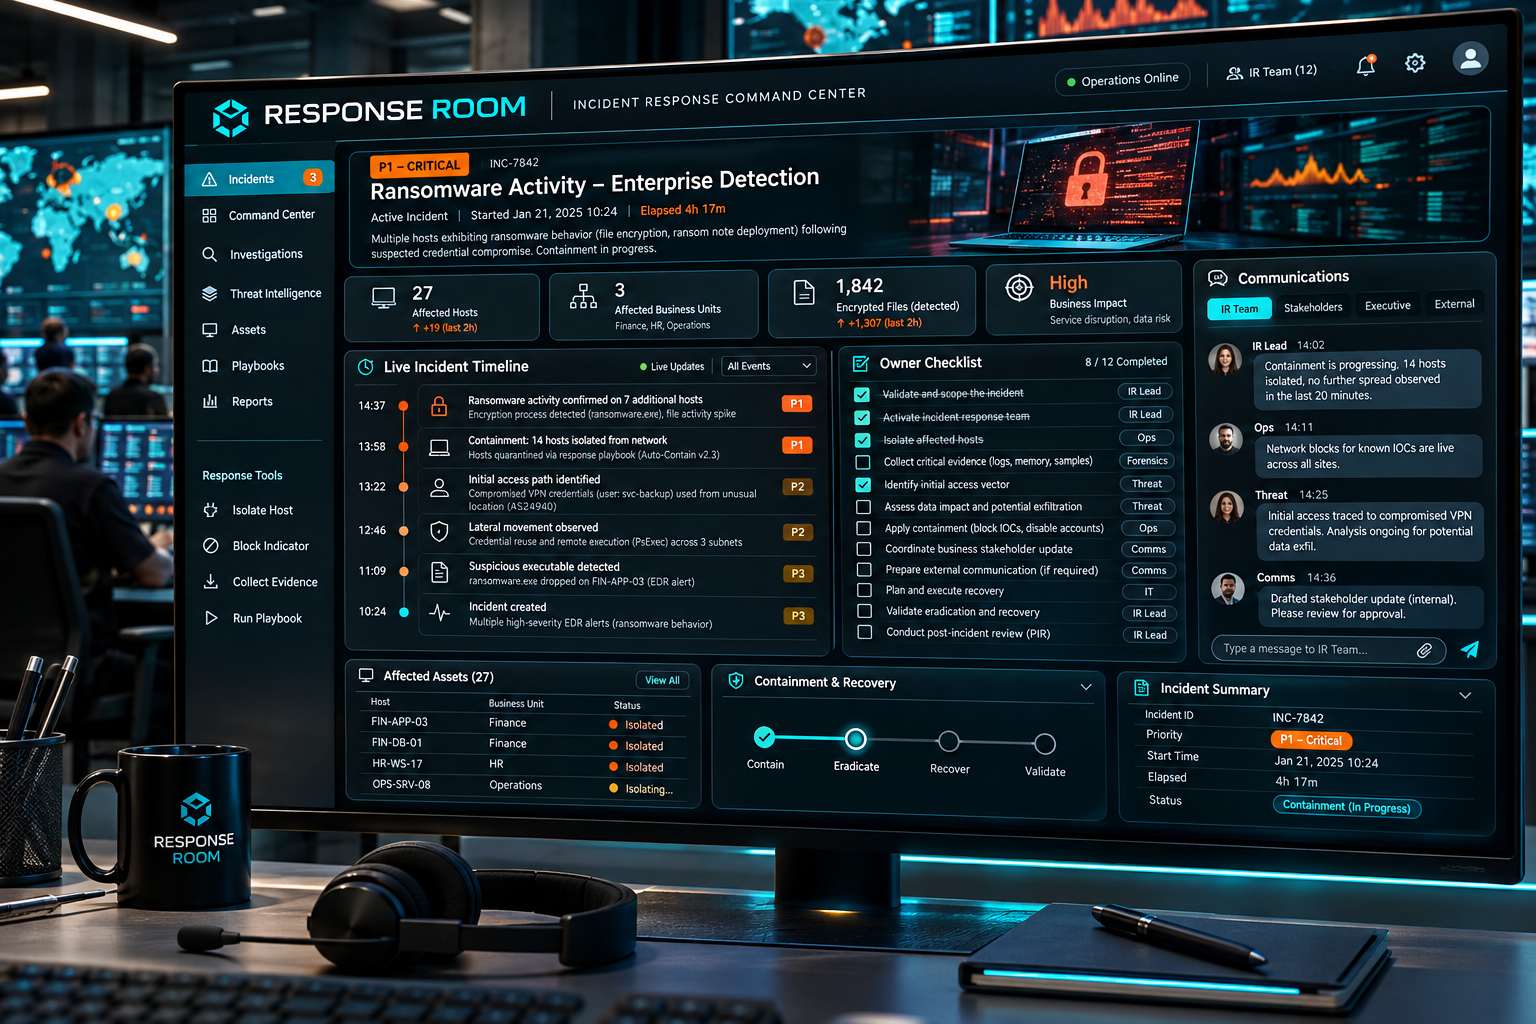 RESPONSE ROOM
INCIDENT RESPONSE COMMAND CENTER
Operations Online
IR Team (12)
Incidents 3
Command Center
Investigations
Threat Intelligence
Assets
Playbooks
Reports
Response Tools
Isolate Host
Block Indicator
Collect Evidence
Run Playbook
P1 – CRITICAL INC-7842
Ransomware Activity – Enterprise Detection
Active Incident | Started Jan 21, 2025 10:24 | Elapsed 4h 17m
Multiple hosts exhibiting ransomware behavior (file encryption, ransom note deployment) following
suspected credential compromise. Containment in progress.
27
Affected Hosts
↑ +19 (last 2h)
3
Affected Business Units
Finance, HR, Operations
1,842
Encrypted Files (detected)
↑ +1,307 (last 2h)
High
Business Impact
Service disruption, data risk
Live Incident Timeline
Live Updates
All Events
14:37 Ransomware activity confirmed on 7 additional hosts P1
Encryption process detected (ransomware.exe), file activity spike
13:58 Containment: 14 hosts isolated from network P1
Hosts quarantined via response playbook (Auto-Contain v2.3)
13:22 Initial access path identified P2
Compromised VPN credentials (user: svc-backup) used from unusual
location (AS24940)
12:46 Lateral movement observed P2
Credential reuse and remote execution (PsExec) across 3 subnets
11:09 Suspicious executable detected P3
ransomware.exe dropped on FIN-APP-03 (EDR alert)
10:24 Incident created P3
Multiple high-severity EDR alerts (ransomware behavior)
Owner Checklist 8 / 12 Completed
Validate and scope the incident IR Lead
Activate incident response team IR Lead
Isolate affected hosts Ops
Collect critical evidence (logs, memory, samples) Forensics
Identify initial access vector Threat
Assess data impact and potential exfiltration Threat
Apply containment (block IOCs, disable accounts) Ops
Coordinate business stakeholder update Comms
Prepare external communication (if required) Comms
Plan and execute recovery IT
Validate eradication and recovery IR Lead
Conduct post-incident review (PIR) IR Lead
Communications
IR Team Stakeholders Executive External
IR Lead 14:02
Containment is progressing. 14 hosts
isolated, no further spread observed
in the last 20 minutes.
Ops 14:11
Network blocks for known IOCs are live
across all sites.
Threat 14:25
Initial access traced to compromised VPN
credentials. Analysis ongoing for potential
data exfil.
Comms 14:36
Drafted stakeholder update (internal).
Please review for approval.
Type a message to IR Team...
Affected Assets (27) View All
Host Business Unit Status
FIN-APP-03 Finance Isolated
FIN-DB-01 Finance Isolated
HR-WS-17 HR Isolated
OPS-SRV-08 Operations Isolating...
Containment & Recovery
Contain Eradicate Recover Validate
Incident Summary
Incident ID INC-7842
Priority P1 – Critical
Start Time Jan 21, 2025 10:24
Elapsed 4h 17m
Status Containment (In Progress)
RESPONSE
ROOM